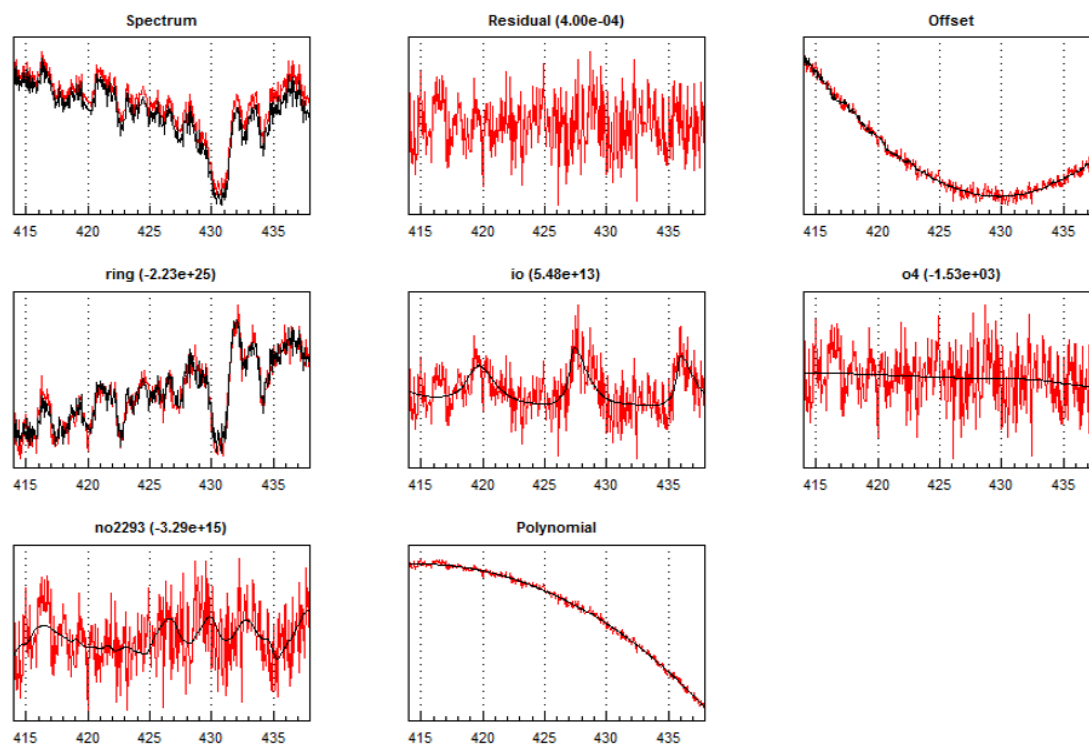 Spectrum Residual (4.00e-04) Offset
415 420 425 430 435 415 420 425 430 435 415 420 425 430 435
ring (-2.23e+25) io (5.48e+13) o4 (-1.53e+03)
415 420 425 430 435 415 420 425 430 435 415 420 425 430 435
no2293 (-3.29e+15) Polynomial
415 420 425 430 435 415 420 425 430 435